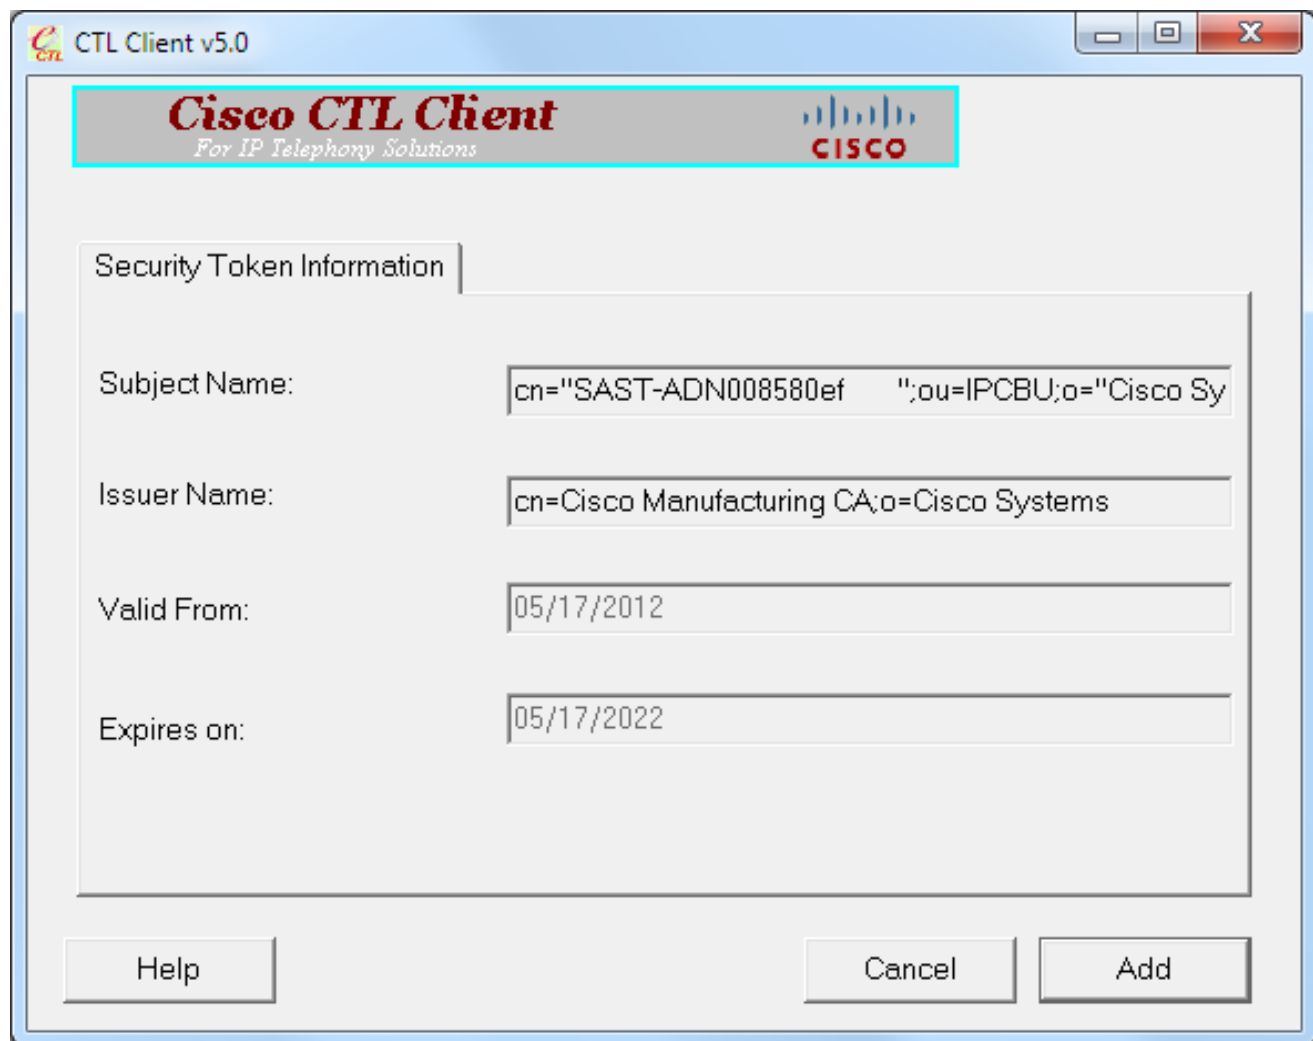 CTL Client v5.0
Cisco CTL Client
For IP Telephony Solutions
CISCO
Security Token Information
Subject Name:
cn="SAST-ADN008580ef      ";ou=IPCBU;o="Cisco Sy
Issuer Name:
cn=Cisco Manufacturing CA;o=Cisco Systems
Valid From:
05/17/2012
Expires on:
05/17/2022
Help
Cancel
Add